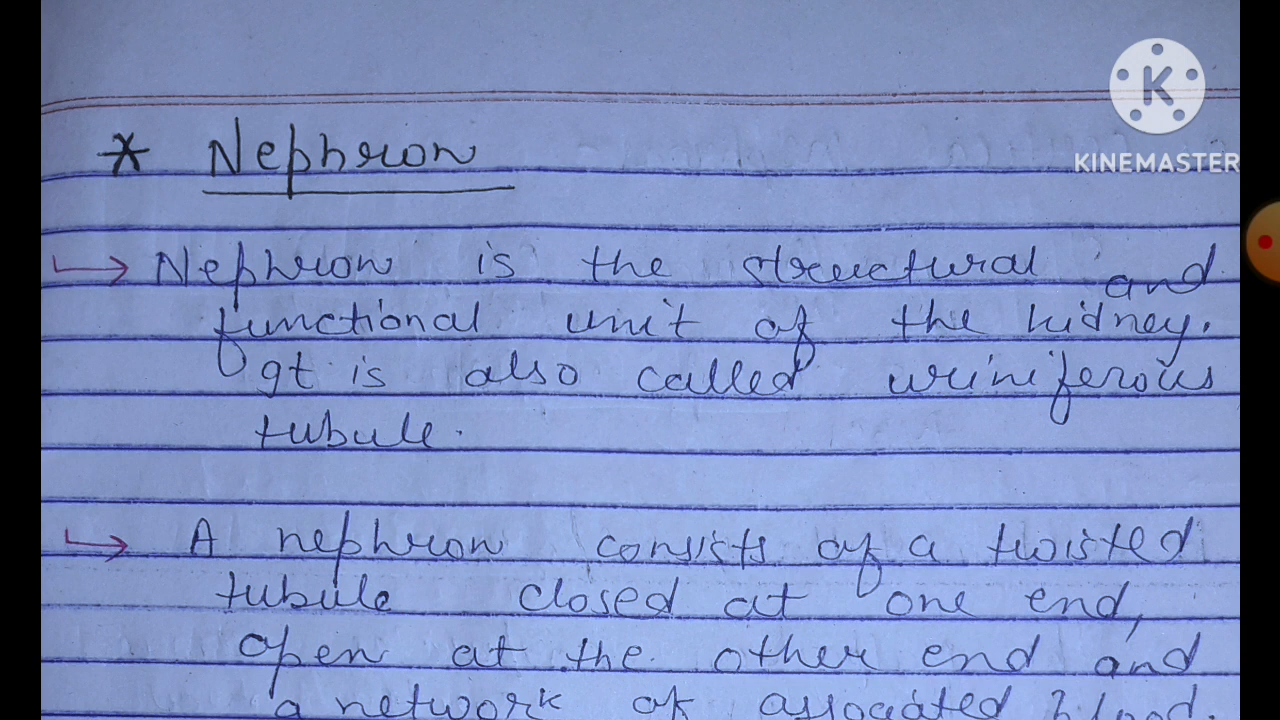 * Nephron
KINEMASTER
↳ Nephron is the structural and
functional unit of the kidney.
It is also called uriniferous
tubule.
↳ A nephron consists of a twisted
tubule closed at one end,
open at the other end and
a network of associated blood